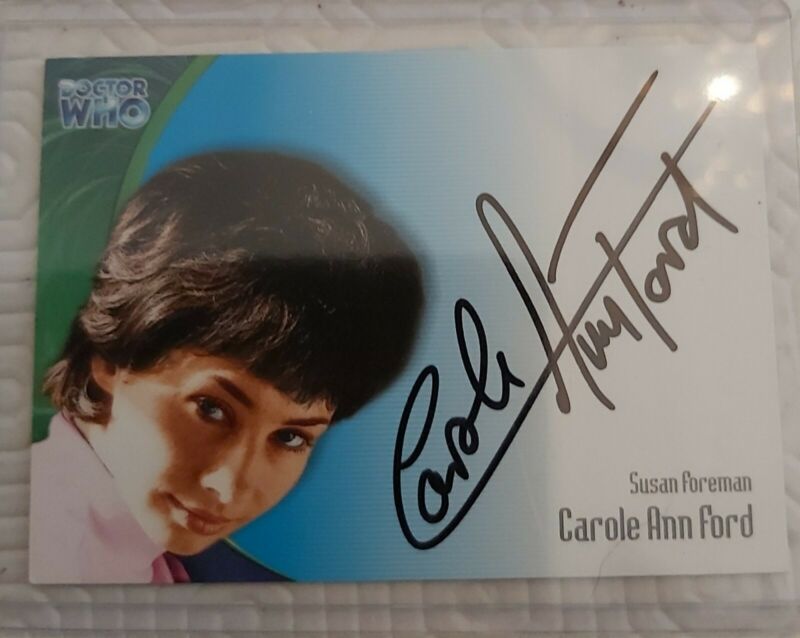 DOCTOR
WHO
Carole Ann Ford
Susan Foreman
Carole Ann Ford